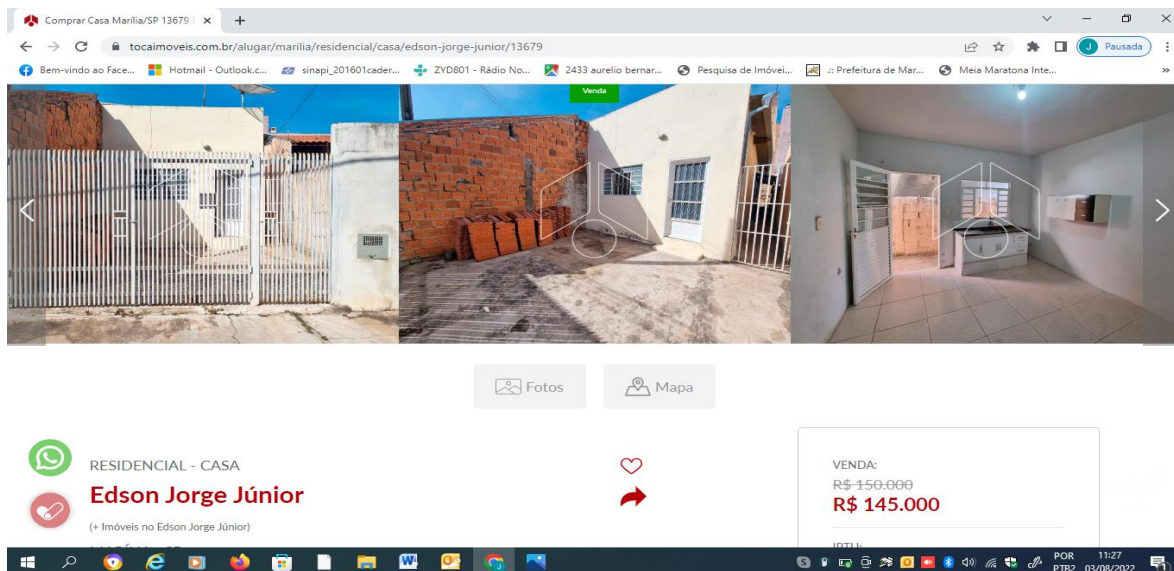 Comprar Casa Marília/SP 13679
tocaimoveis.com.br/alugar/marilia/residencial/casa/edson-jorge-junior/13679
Pausada
Bem-vindo ao Face...
Hotmail - Outlook.c...
sinapi_201601cader...
ZYD801 - Rádio No...
2433 aurelio bernar...
Pesquisa de Imóvei...
.:: Prefeitura de Mar...
Meia Maratona Inte...
Venda
Fotos
Mapa
RESIDENCIAL - CASA
Edson Jorge Júnior
(+ Imóveis no Edson Jorge Júnior)
VENDA:
R$ 150.000
R$ 145.000
POR
PTB2
11:27
03/08/2022